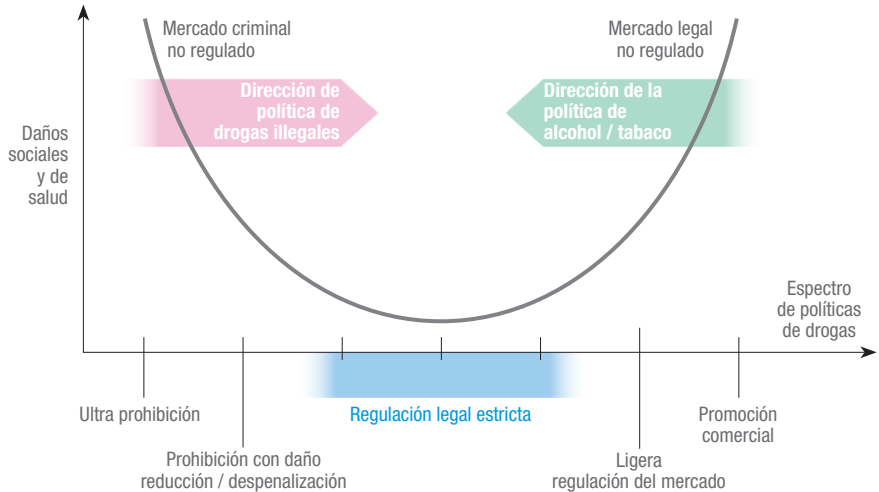 Mercado criminal
no regulado
Mercado legal
no regulado
Dirección de
política de
drogas illegales
Dirección de la
política de
alcohol / tabaco
Daños
sociales
y de
salud
Espectro
de políticas
de drogas
Ultra prohibición
Regulación legal estricta
Promoción
comercial
Prohibición con daño
reducción / despenalización
Ligera
regulación del mercado